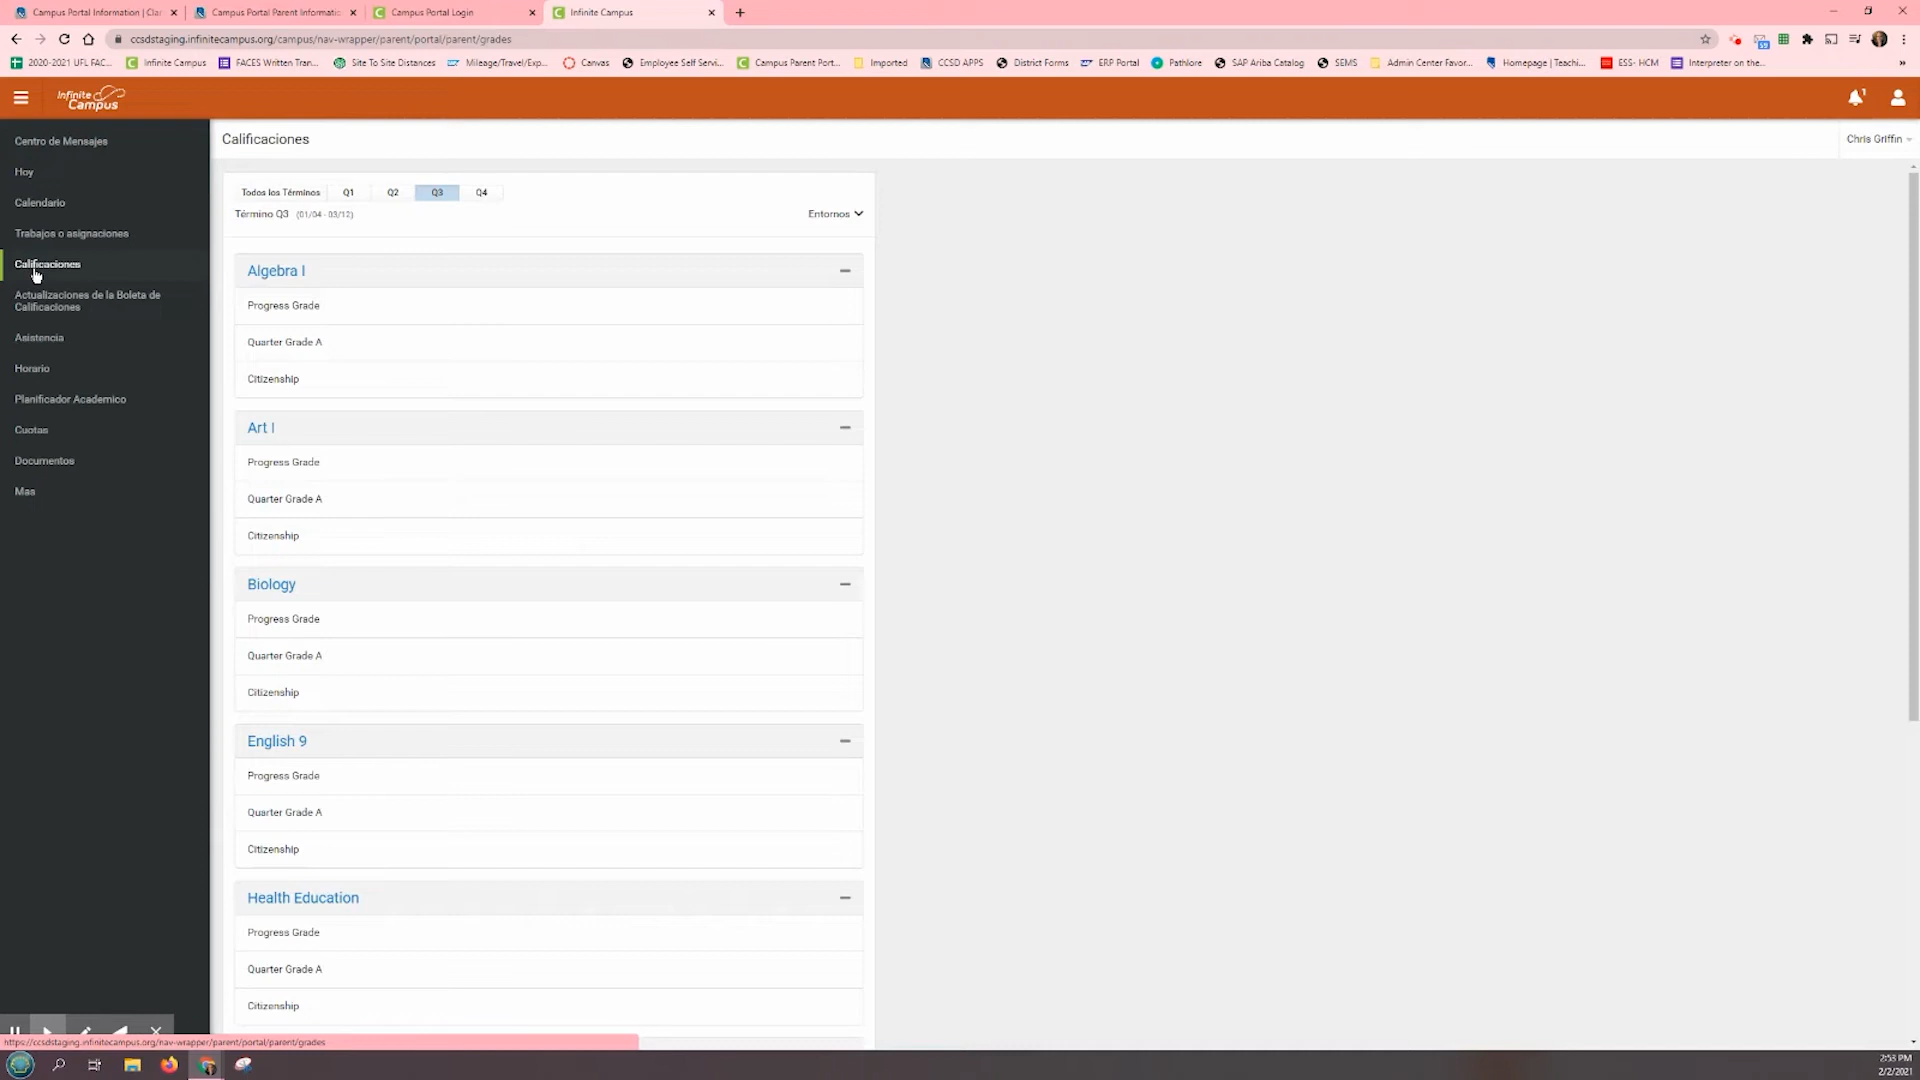 Campus Portal Information | Clar
Campus Portal Parent Informatic
Campus Portal Login
Infinite Campus
ccsdstaging.infinitecampus.org/campus/nav-wrapper/parent/portal/parent/grades
2020-2021 UFL FAC...
Infinite Campus
FACES Written Tran...
Site To Site Distances
Mileage/Travel/Exp...
Canvas
Employee Self Servi...
Campus Parent Port...
Imported
CCSD APPS
District Forms
ERP Portal
Pathlore
SAP Ariba Catalog
SEMS
Admin Center Favor...
Homepage | Teachi...
ESS- HCM
Interpreter on the...
Infinite
Campus
1
Centro de Mensajes
Hoy
Calendario
Trabajos o asignaciones
Calificaciones
Actualizaciones de la Boleta de
Calificaciones
Asistencia
Horario
Planificador Academico
Cuotas
Documentos
Mas
Calificaciones
Chris Griffin
Todos los Términos Q1 Q2 Q3 Q4
Término Q3 (01/04 - 03/12)
Entornos
Algebra I
Progress Grade
Quarter Grade A
Citizenship
Art I
Progress Grade
Quarter Grade A
Citizenship
Biology
Progress Grade
Quarter Grade A
Citizenship
English 9
Progress Grade
Quarter Grade A
Citizenship
Health Education
Progress Grade
Quarter Grade A
Citizenship
https://ccsdstaging.infinitecampus.org/nav-wrapper/parent/portal/parent/grades
2:53 PM
2/2/2021